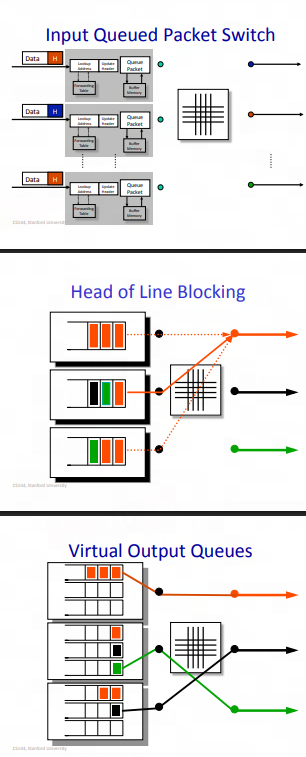 Input Queued Packet Switch
Data H
Lookup Address
Update Header
Queue Packet
Forwarding Table
Buffer Memory
Data H
Lookup Address
Update Header
Queue Packet
Forwarding Table
Buffer Memory
Data H
Lookup Address
Update Header
Queue Packet
Forwarding Table
Buffer Memory
CS144, Stanford University
Head of Line Blocking
CS144, Stanford University
Virtual Output Queues
CS144, Stanford University